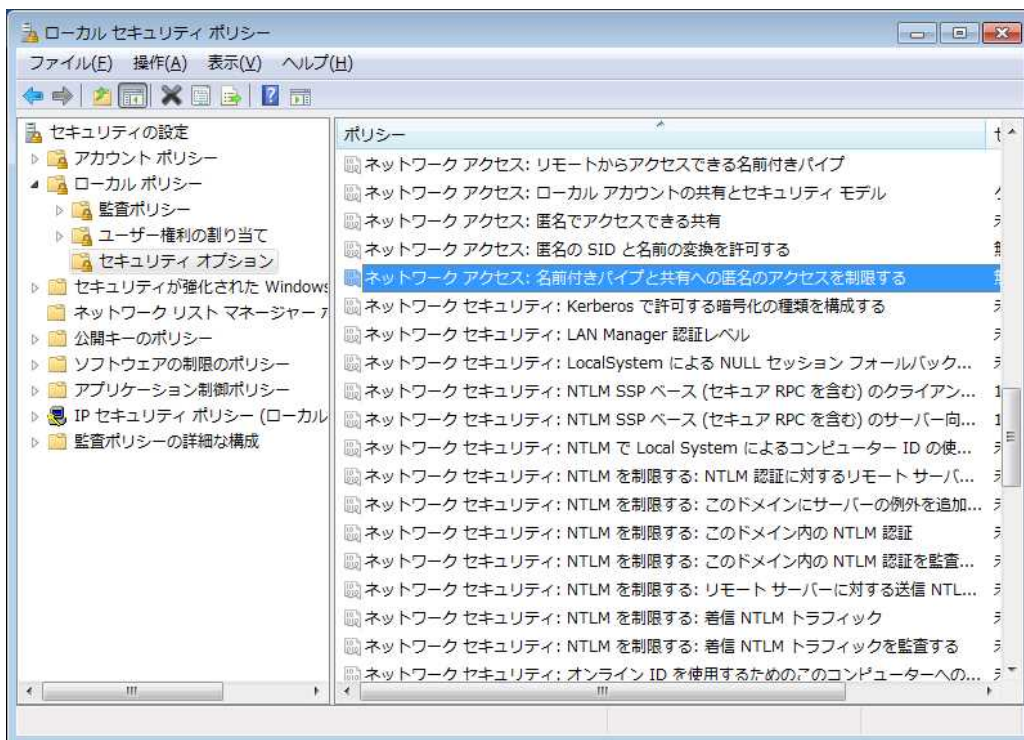 ローカル セキュリティ ポリシー
ファイル(F) 操作(A) 表示(V) ヘルプ(H)
セキュリティの設定
アカウント ポリシー
ローカル ポリシー
監査ポリシー
ユーザー権利の割り当て
セキュリティ オプション
セキュリティが強化された Windows
ネットワーク リスト マネージャー
公開キーのポリシー
ソフトウェアの制限のポリシー
アプリケーション制御ポリシー
IP セキュリティ ポリシー (ローカル
監査ポリシーの詳細な構成
ポリシー
ネットワーク アクセス: リモートからアクセスできる名前付きパイプ
ネットワーク アクセス: ローカル アカウントの共有とセキュリティ モデル
ネットワーク アクセス: 匿名でアクセスできる共有
ネットワーク アクセス: 匿名の SID と名前の変換を許可する
ネットワーク アクセス: 名前付きパイプと共有への匿名のアクセスを制限する
ネットワーク セキュリティ: Kerberos で許可する暗号化の種類を構成する
ネットワーク セキュリティ: LAN Manager 認証レベル
ネットワーク セキュリティ: LocalSystem による NULL セッション フォールバック...
ネットワーク セキュリティ: NTLM SSP ベース (セキュア RPC を含む) のクライアン...
ネットワーク セキュリティ: NTLM SSP ベース (セキュア RPC を含む) のサーバー向...
ネットワーク セキュリティ: NTLM で Local System によるコンピューター ID の使...
ネットワーク セキュリティ: NTLM を制限する: NTLM 認証に対するリモート サーバ...
ネットワーク セキュリティ: NTLM を制限する: このドメインにサーバーの例外を追加...
ネットワーク セキュリティ: NTLM を制限する: このドメイン内の NTLM 認証
ネットワーク セキュリティ: NTLM を制限する: このドメイン内の NTLM 認証を監査...
ネットワーク セキュリティ: NTLM を制限する: リモート サーバーに対する送信 NTL...
ネットワーク セキュリティ: NTLM を制限する: 着信 NTLM トラフィック
ネットワーク セキュリティ: NTLM を制限する: 着信 NTLM トラフィックを監査する
ネットワーク セキュリティ: オンライン ID を使用するためのこのコンピューターへの...